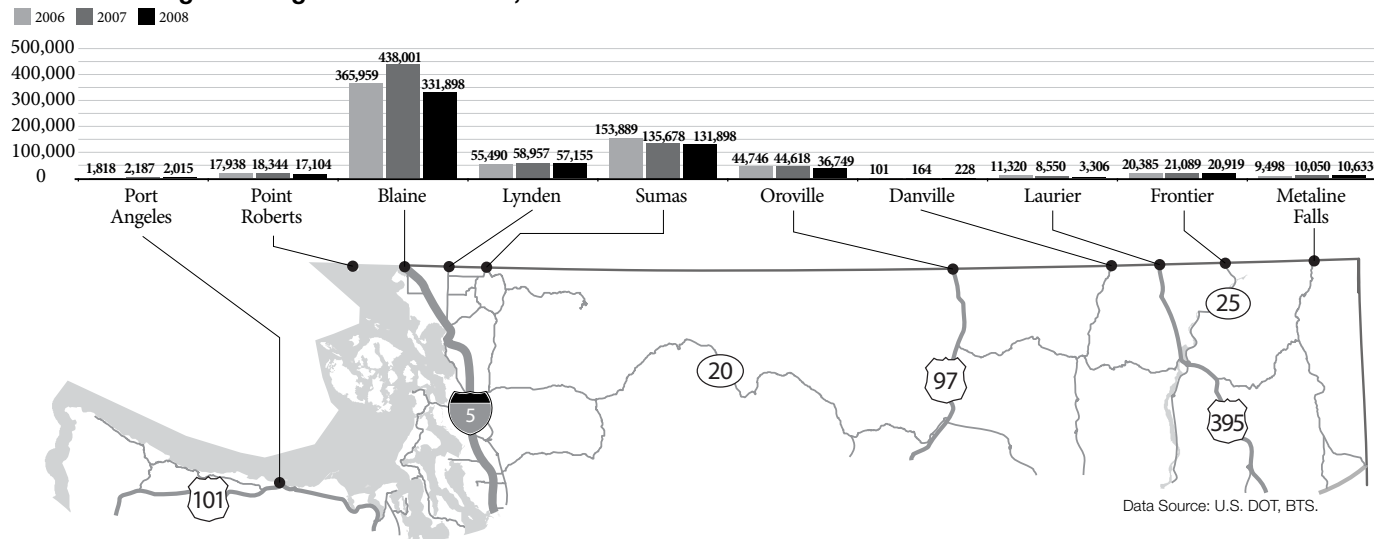 2006 2007 2008
500,000
400,000
300,000
200,000
100,000
0
1,818 2,187 2,015
17,938 18,344 17,104
365,959 438,001 331,898
55,490 58,957 57,155
153,889 135,678 131,898
44,746 44,618 36,749
101 164 228
11,320 8,550 3,306
20,385 21,089 20,919
9,498 10,050 10,633
Port
Angeles
Point
Roberts
Blaine
Lynden
Sumas
Oroville
Danville
Laurier
Frontier
Metaline
Falls
25
20
97
5
395
101
Data Source: U.S. DOT, BTS.